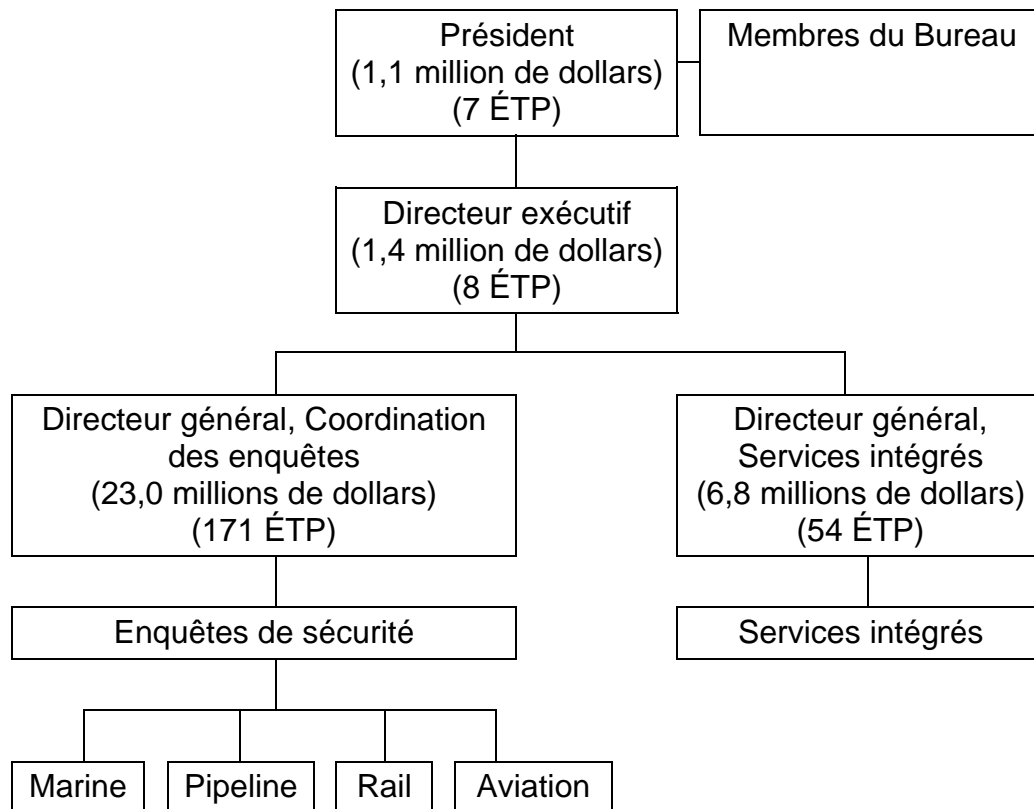 Président
(1,1 million de dollars)
(7 ÉTP)
Membres du Bureau
Directeur exécutif
(1,4 million de dollars)
(8 ÉTP)
Directeur général, Coordination
des enquêtes
(23,0 millions de dollars)
(171 ÉTP)
Directeur général,
Services intégrés
(6,8 millions de dollars)
(54 ÉTP)
Enquêtes de sécurité
Services intégrés
Marine
Pipeline
Rail
Aviation